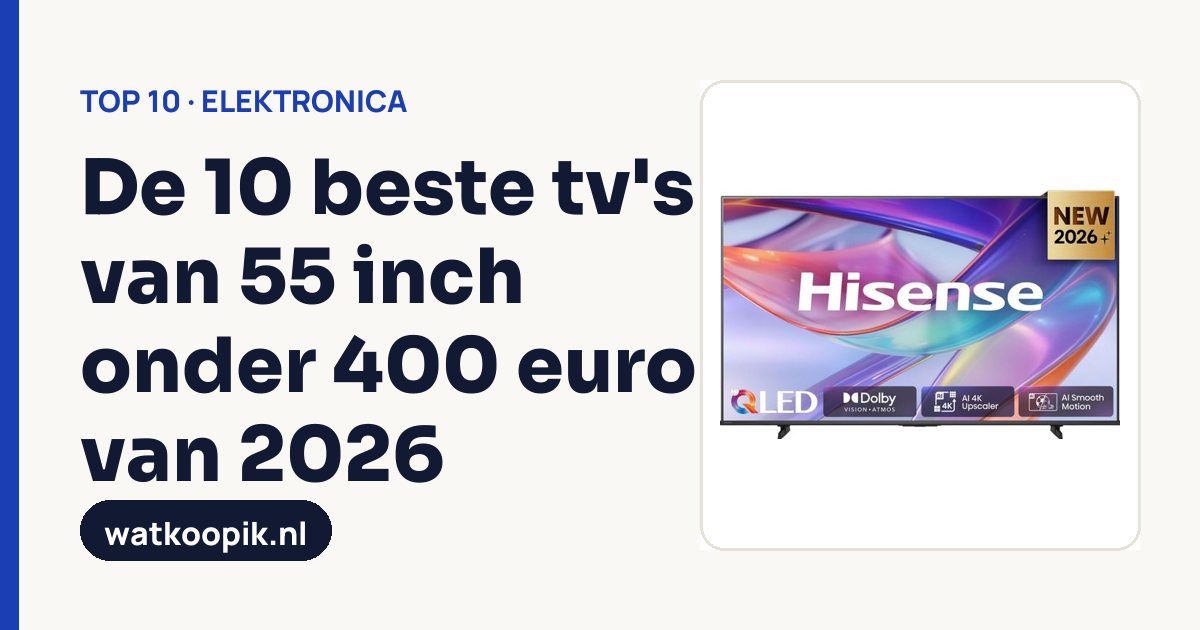 TOP 10 · ELEKTRONICA
De 10 beste tv's
van 55 inch
onder 400 euro
van 2026
watkoopik.nl
NEW
2026
Hisense
QLED
Dolby
VISION·ATMOS
AI 4K
Upscaler
AI Smooth
Motion